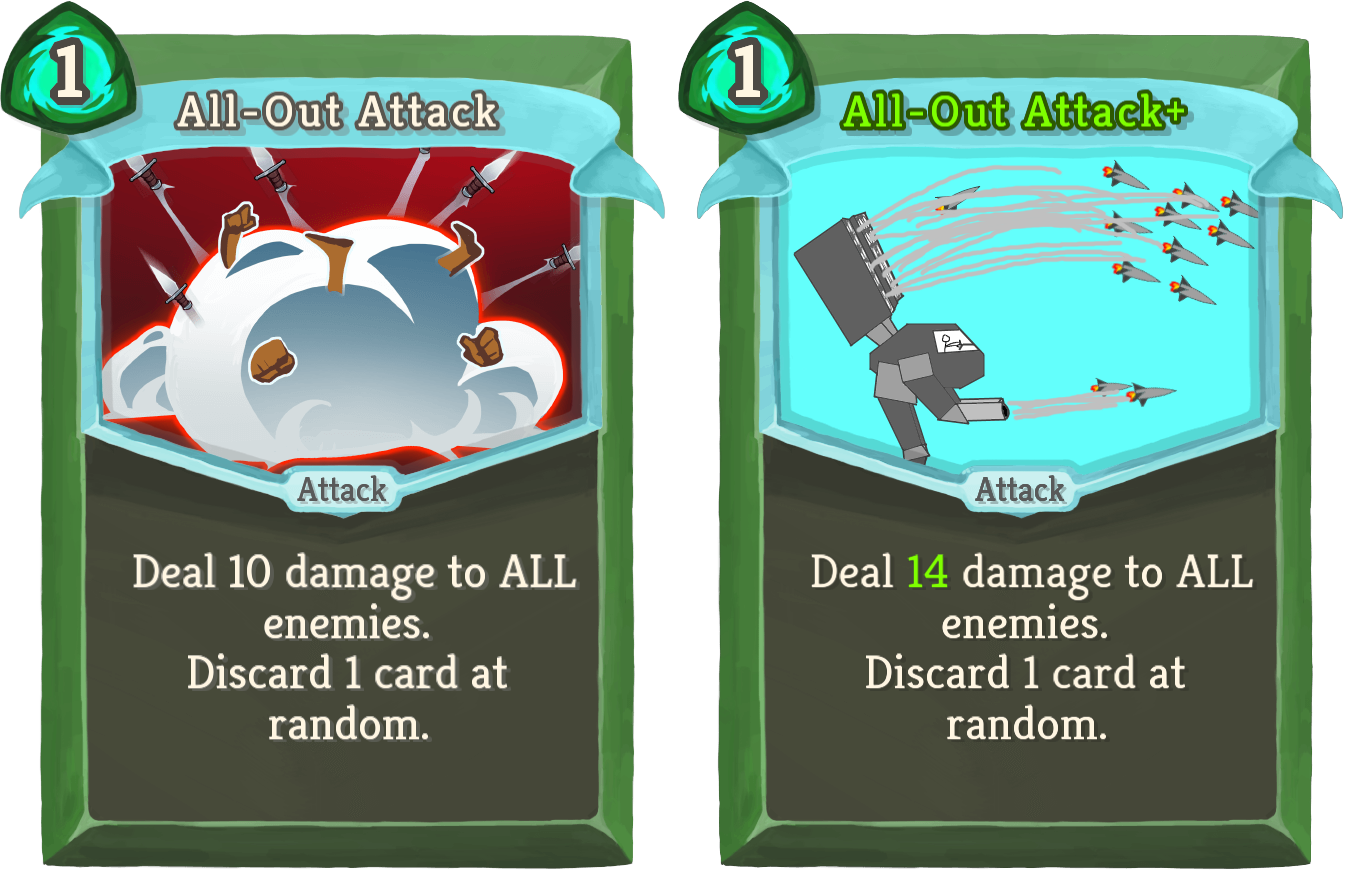 1
All-Out Attack
Attack
Deal 10 damage to ALL
enemies.
Discard 1 card at
random.
1
All-Out Attack+
Attack
Deal 14 damage to ALL
enemies.
Discard 1 card at
random.